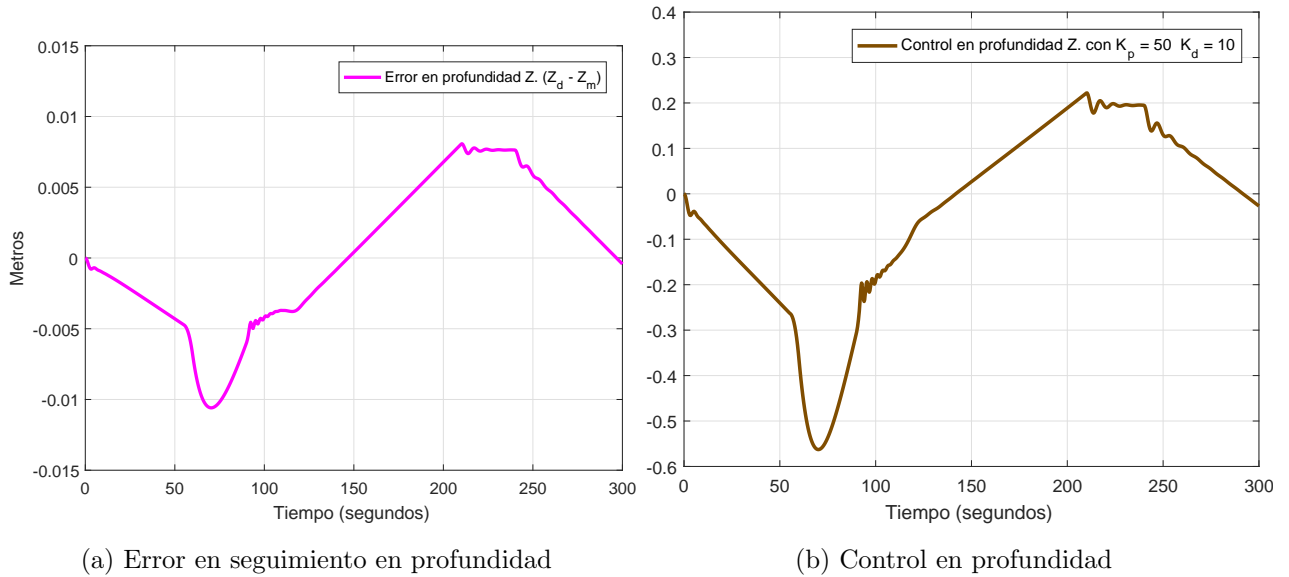 0.015
0.01
0.005
0
-0.005
-0.01
-0.015
Metros
Error en profundidad Z. (Z_d - Z_m)
0 50 100 150 200 250 300
Tiempo (segundos)
(a) Error en seguimiento en profundidad
0.4
0.3
0.2
0.1
0
-0.1
-0.2
-0.3
-0.4
-0.5
-0.6
Control en profundidad Z. con K_p = 50 K_d = 10
0 50 100 150 200 250 300
Tiempo (segundos)
(b) Control en profundidad